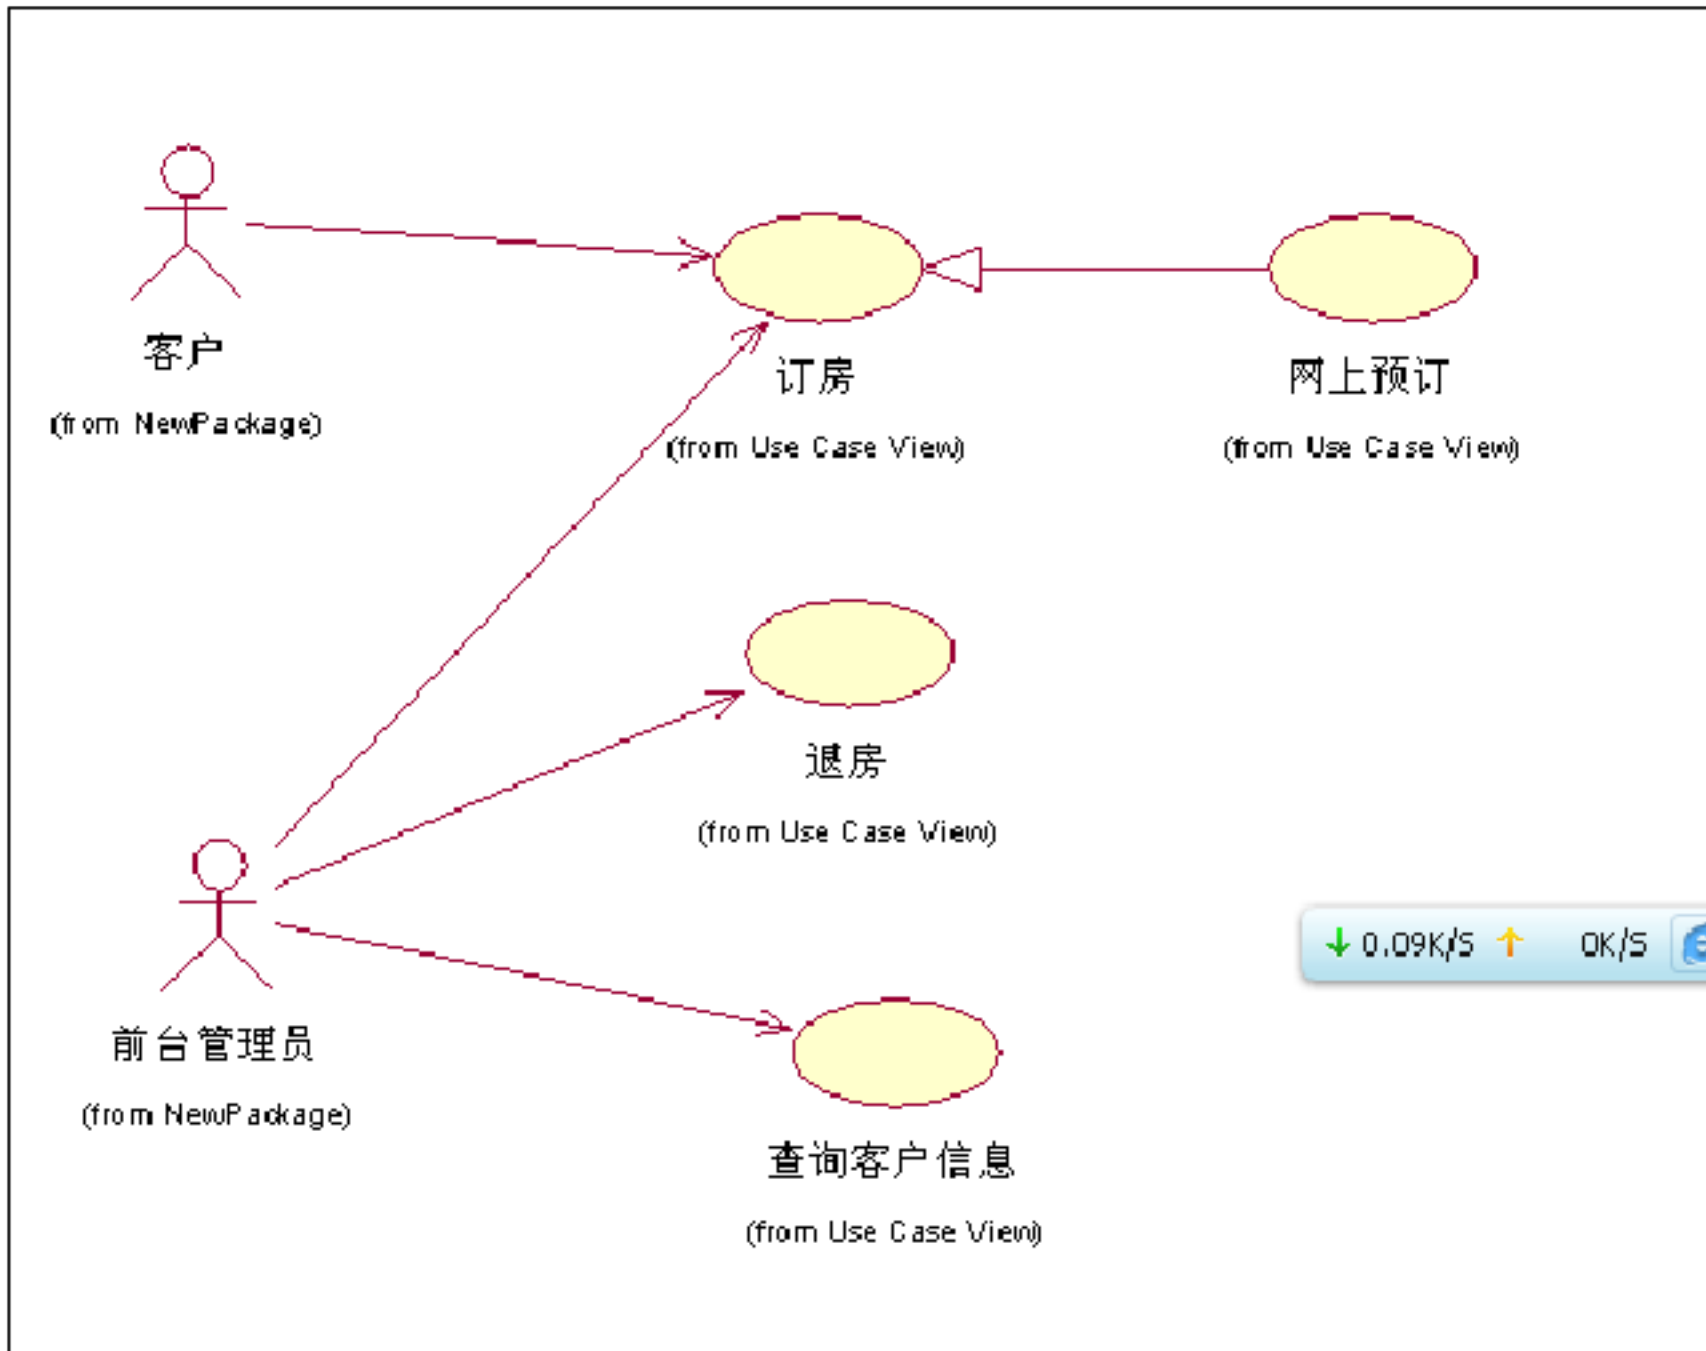 客户
(from NewPackage)
订房
(from Use Case View)
网上预订
(from Use Case View)
退房
(from Use Case View)
前台管理员
(from NewPackage)
0.09K/S
0K/S
查询客户信息
(from Use Case View)